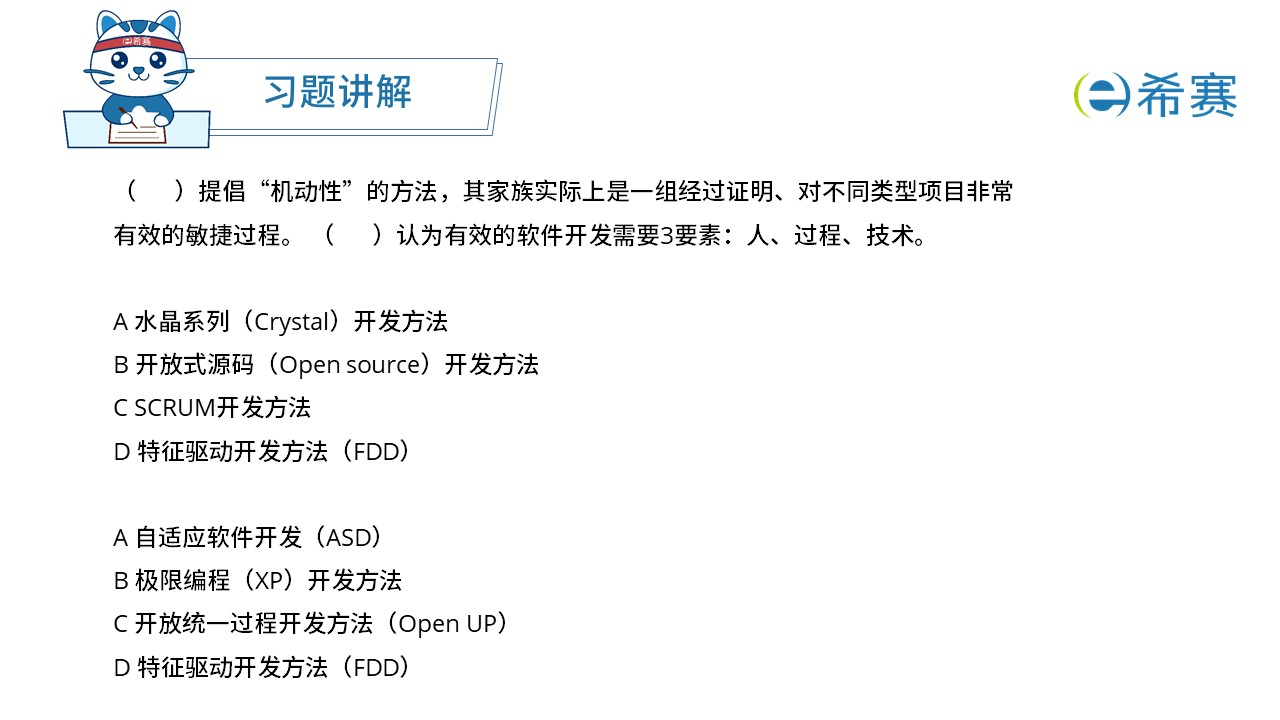 希赛
习题讲解
希赛
（ ）提倡“机动性”的方法，其家族实际上是一组经过证明、对不同类型项目非常
有效的敏捷过程。（ ）认为有效的软件开发需要3要素：人、过程、技术。
A 水晶系列（Crystal）开发方法
B 开放式源码（Open source）开发方法
C SCRUM开发方法
D 特征驱动开发方法（FDD）
A 自适应软件开发（ASD）
B 极限编程（XP）开发方法
C 开放统一过程开发方法（Open UP）
D 特征驱动开发方法（FDD）